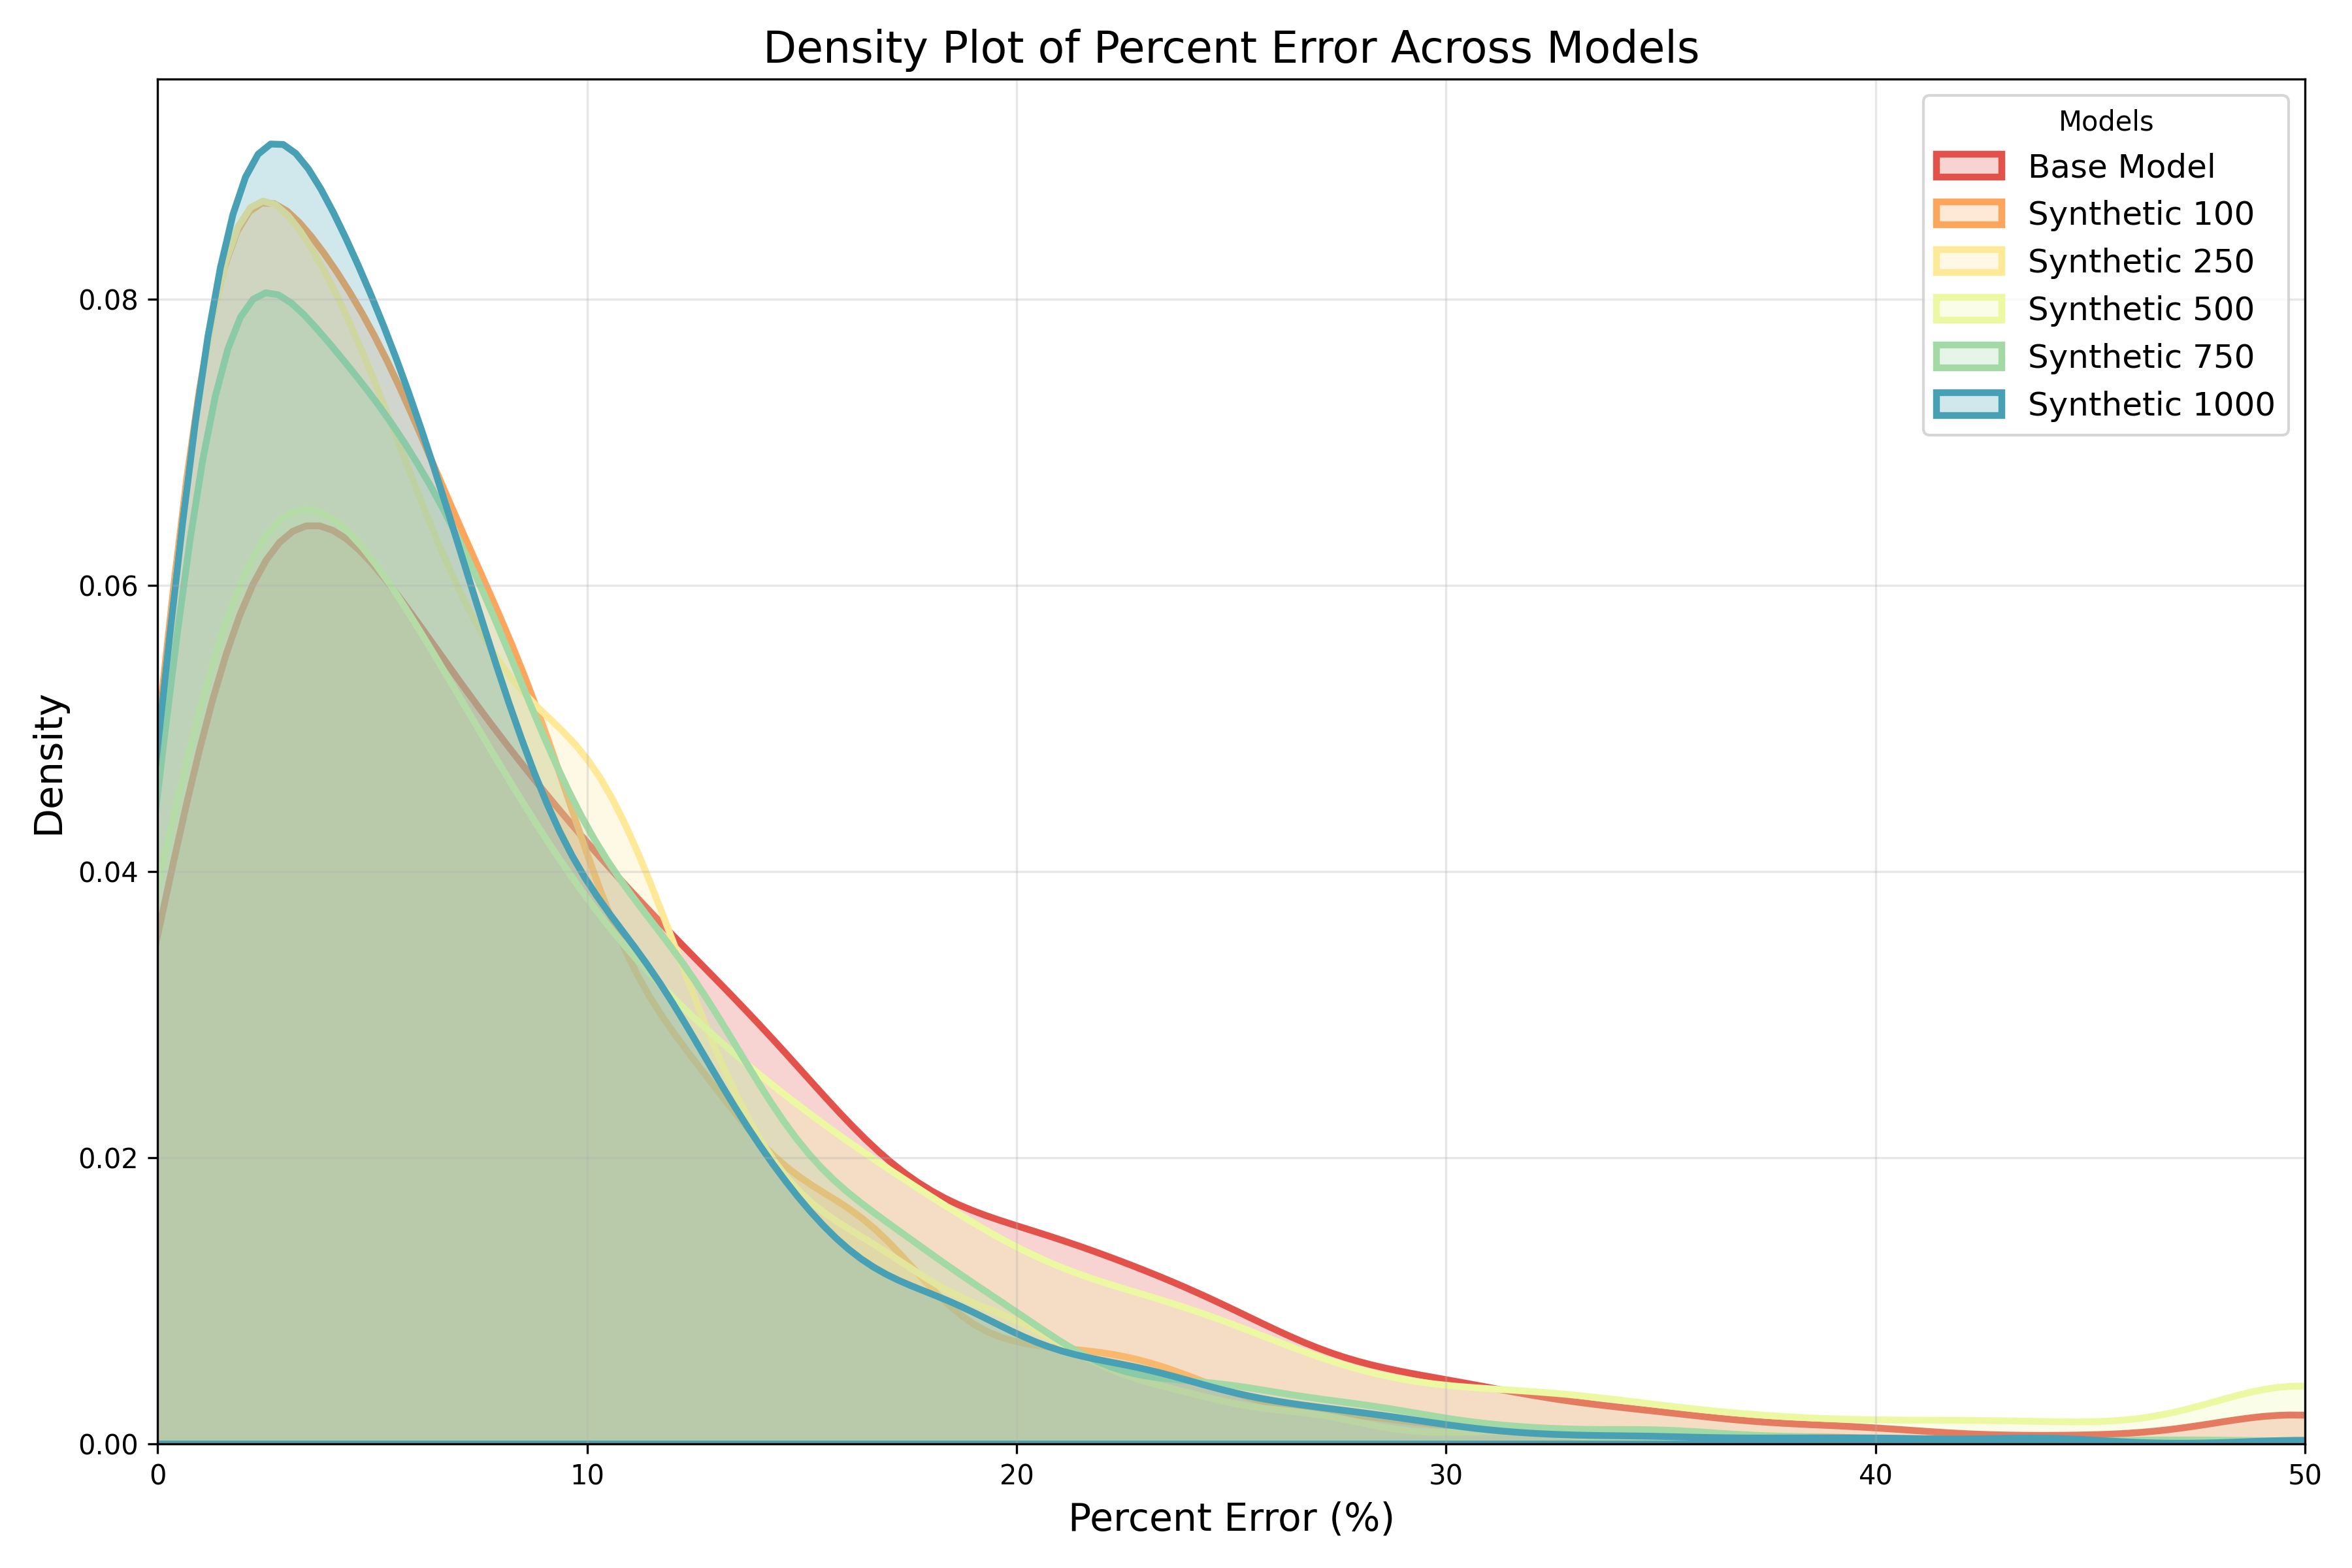 Density Plot of Percent Error Across Models
Models
Base Model
Synthetic 100
Synthetic 250
Synthetic 500
Synthetic 750
Synthetic 1000
Density
0.08
0.06
0.04
0.02
0.00
0 10 20 30 40 50
Percent Error (%)